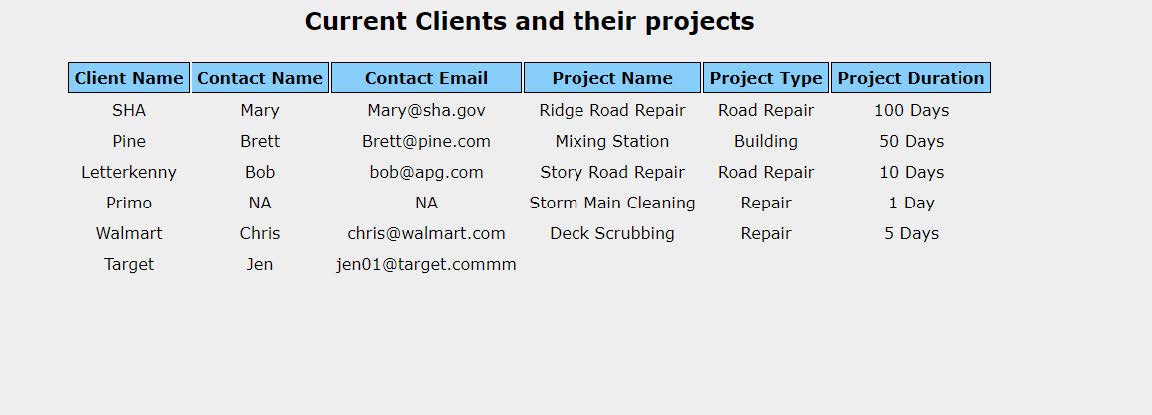 Current Clients and their projects
Client Name Contact Name Contact Email Project Name Project Type Project Duration
SHA Mary Mary@sha.gov Ridge Road Repair Road Repair 100 Days
Pine Brett Brett@pine.com Mixing Station Building 50 Days
Letterkenny Bob bob@apg.com Story Road Repair Road Repair 10 Days
Primo NA NA Storm Main Cleaning Repair 1 Day
Walmart Chris chris@walmart.com Deck Scrubbing Repair 5 Days
Target Jen jen01@target.commm